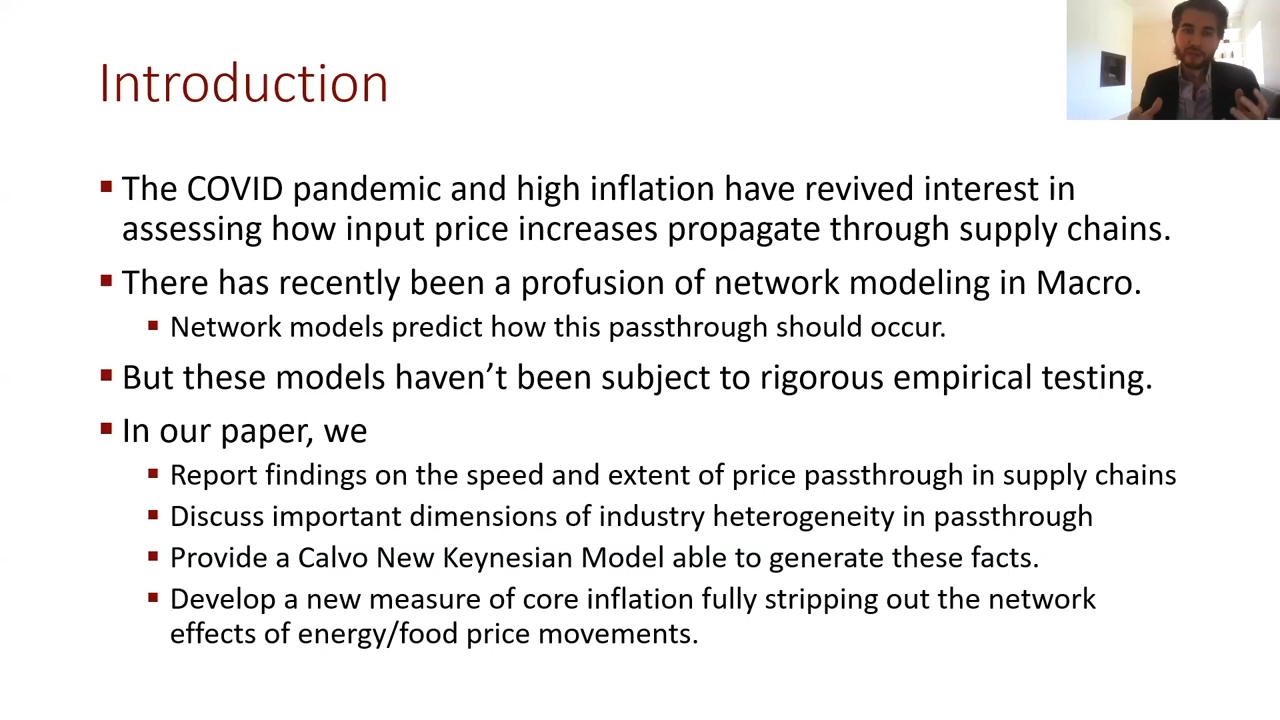 Introduction
The COVID pandemic and high inflation have revived interest in
assessing how input price increases propagate through supply chains.
There has recently been a profusion of network modeling in Macro.
Network models predict how this passthrough should occur.
But these models haven’t been subject to rigorous empirical testing.
In our paper, we
Report findings on the speed and extent of price passthrough in supply chains
Discuss important dimensions of industry heterogeneity in passthrough
Provide a Calvo New Keynesian Model able to generate these facts.
Develop a new measure of core inflation fully stripping out the network
effects of energy/food price movements.